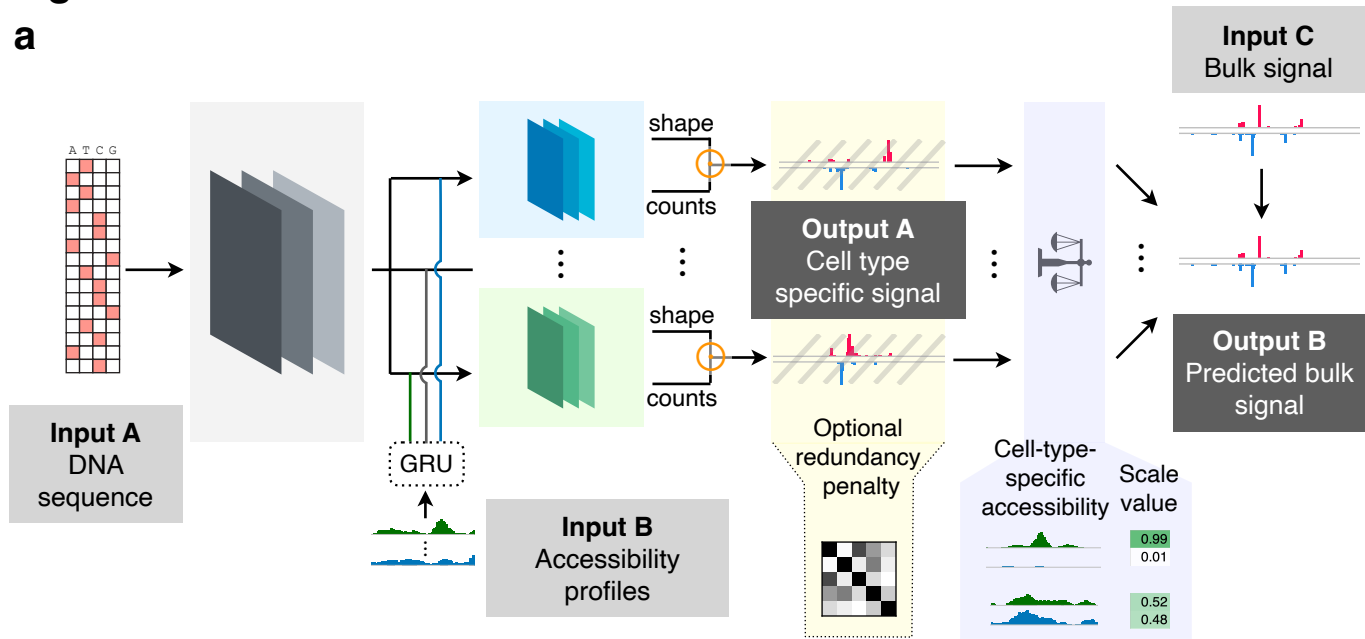 a
Input C
Bulk signal
A T C G
shape
counts
Output A
Cell type
specific signal
shape
counts
Output B
Predicted bulk
signal
Input A
DNA
sequence
GRU
Input B
Accessibility
profiles
Optional
redundancy
penalty
Cell-type-
specific
accessibility
Scale
value
0.99
0.01
0.52
0.48